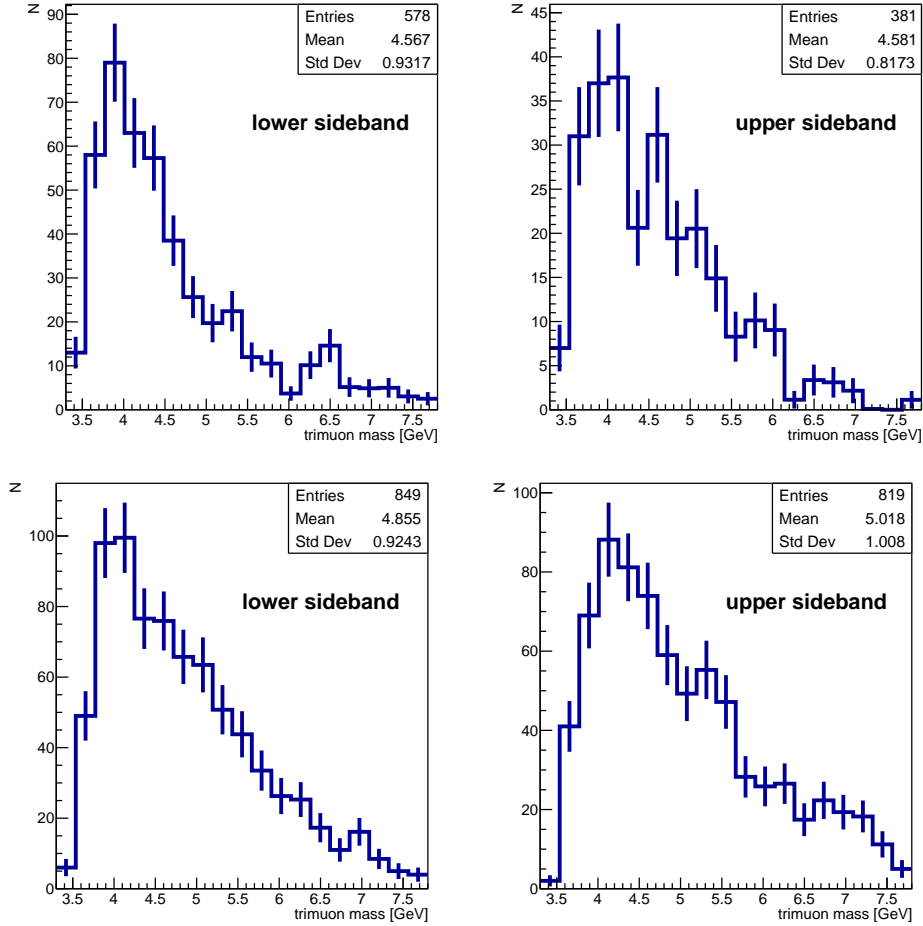 N
Entries 578
Mean 4.567
Std Dev 0.9317
lower sideband
90
80
70
60
50
40
30
20
10
0
3.5 4 4.5 5 5.5 6 6.5 7 7.5
trimuon mass [GeV]
N
Entries 381
Mean 4.581
Std Dev 0.8173
upper sideband
45
40
35
30
25
20
15
10
5
0
3.5 4 4.5 5 5.5 6 6.5 7 7.5
trimuon mass [GeV]
N
Entries 849
Mean 4.855
Std Dev 0.9243
lower sideband
100
80
60
40
20
0
3.5 4 4.5 5 5.5 6 6.5 7 7.5
trimuon mass [GeV]
N
Entries 819
Mean 5.018
Std Dev 1.008
upper sideband
100
80
60
40
20
0
3.5 4 4.5 5 5.5 6 6.5 7 7.5
trimuon mass [GeV]